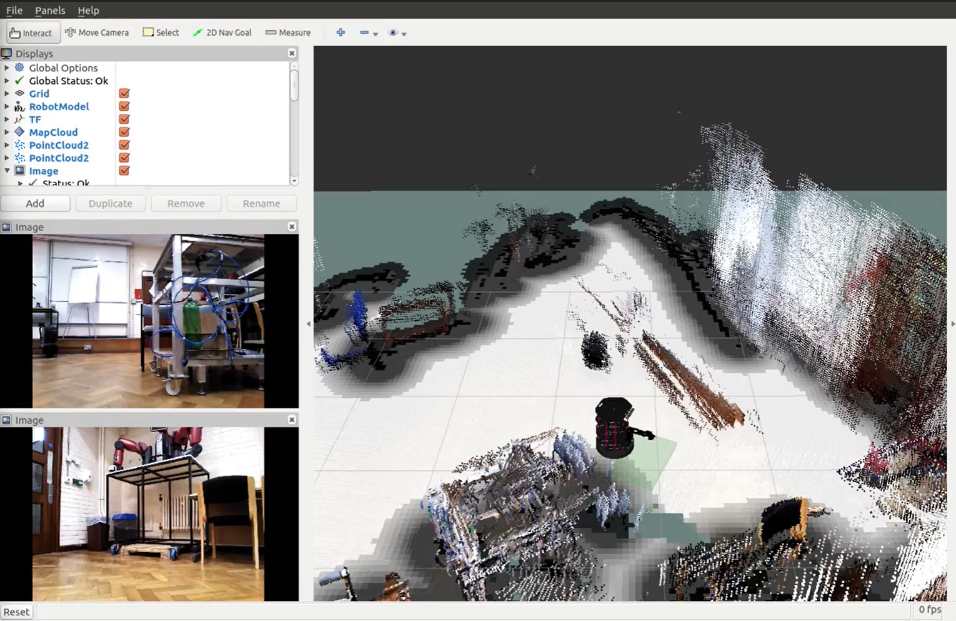 File Panels Help
Interact Move Camera Select 2D Nav Goal Measure
Displays
Global Options
Global Status: Ok
Grid
RobotModel
TF
MapCloud
PointCloud2
PointCloud2
Image
Status: Ok
Add Duplicate Remove Rename
Image
Image
Reset 0 fps